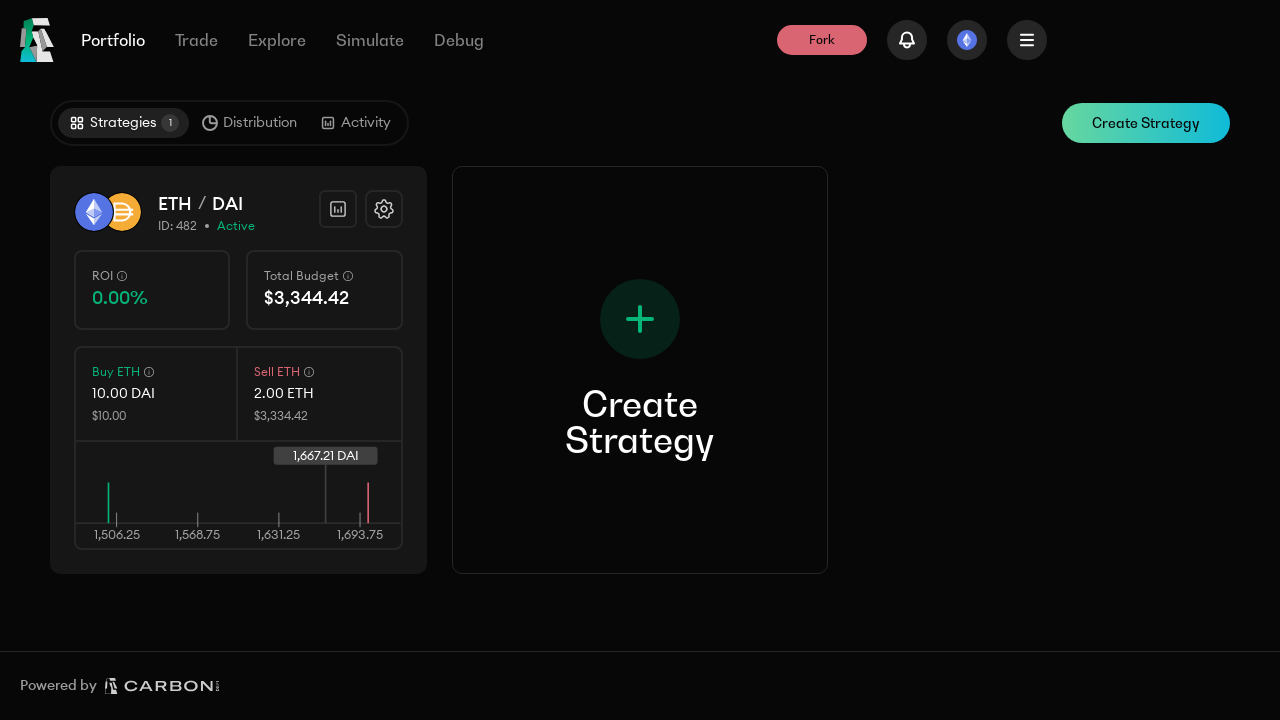 Portfolio
Trade
Explore
Simulate
Debug
Fork
Strategies 1
Distribution
Activity
Create Strategy
ETH / DAI
ID: 482 • Active
ROI
0.00%
Total Budget
$3,344.42
Buy ETH
10.00 DAI
$10.00
Sell ETH
2.00 ETH
$3,334.42
1,667.21 DAI
1,506.25
1,568.75
1,631.25
1,693.75
Create
Strategy
Powered by CARBON